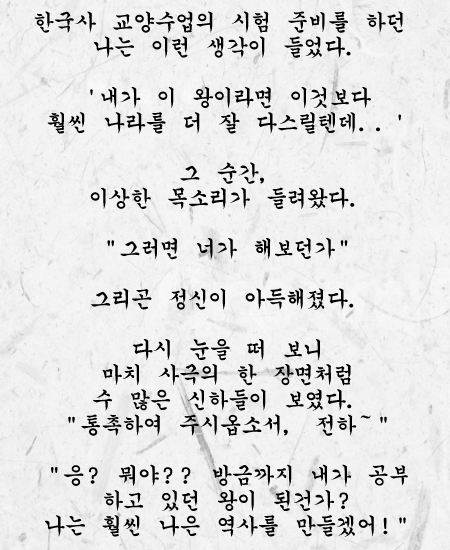 한국사 교양수업의 시험 준비를 하던
나는 이런 생각이 들었다.
'내가 이 왕이라면 이것보다
훨씬 나라를 더 잘 다스릴텐데..'
그 순간,
이상한 목소리가 들려왔다.
"그러면 너가 해보던가"
그리곤 정신이 아득해졌다.
다시 눈을 떠 보니
마치 사극의 한 장면처럼
수 많은 신하들이 보였다.
"통촉하여 주시옵소서, 전하~"
"응? 뭐야?? 방금까지 내가 공부
하고 있던 왕이 된건가?
나는 훨씬 나은 역사를 만들겠어!"